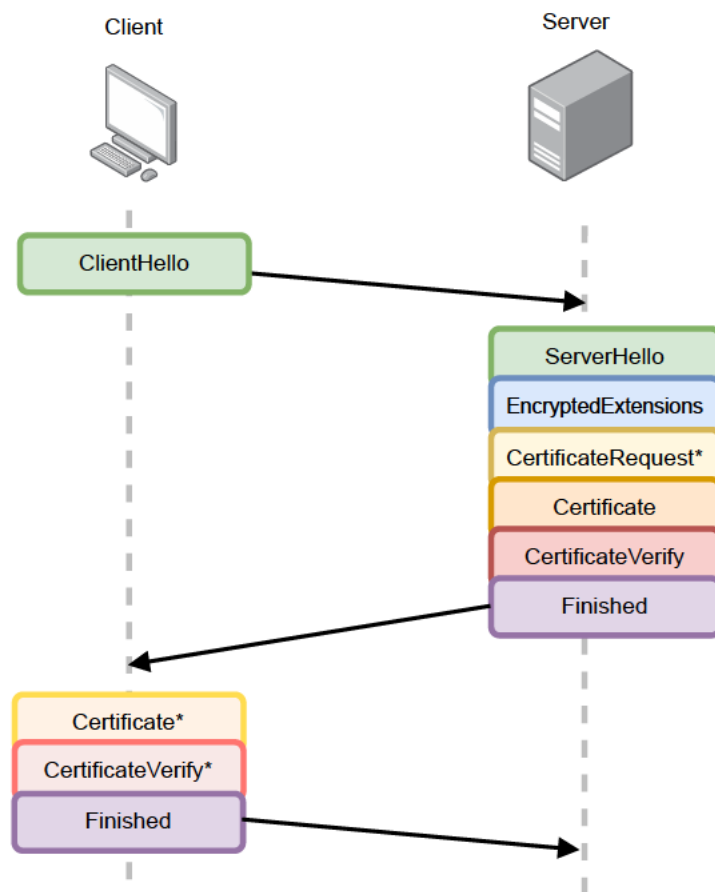 Client
Server
ClientHello
ServerHello
EncryptedExtensions
CertificateRequest*
Certificate
CertificateVerify
Finished
Certificate*
CertificateVerify*
Finished